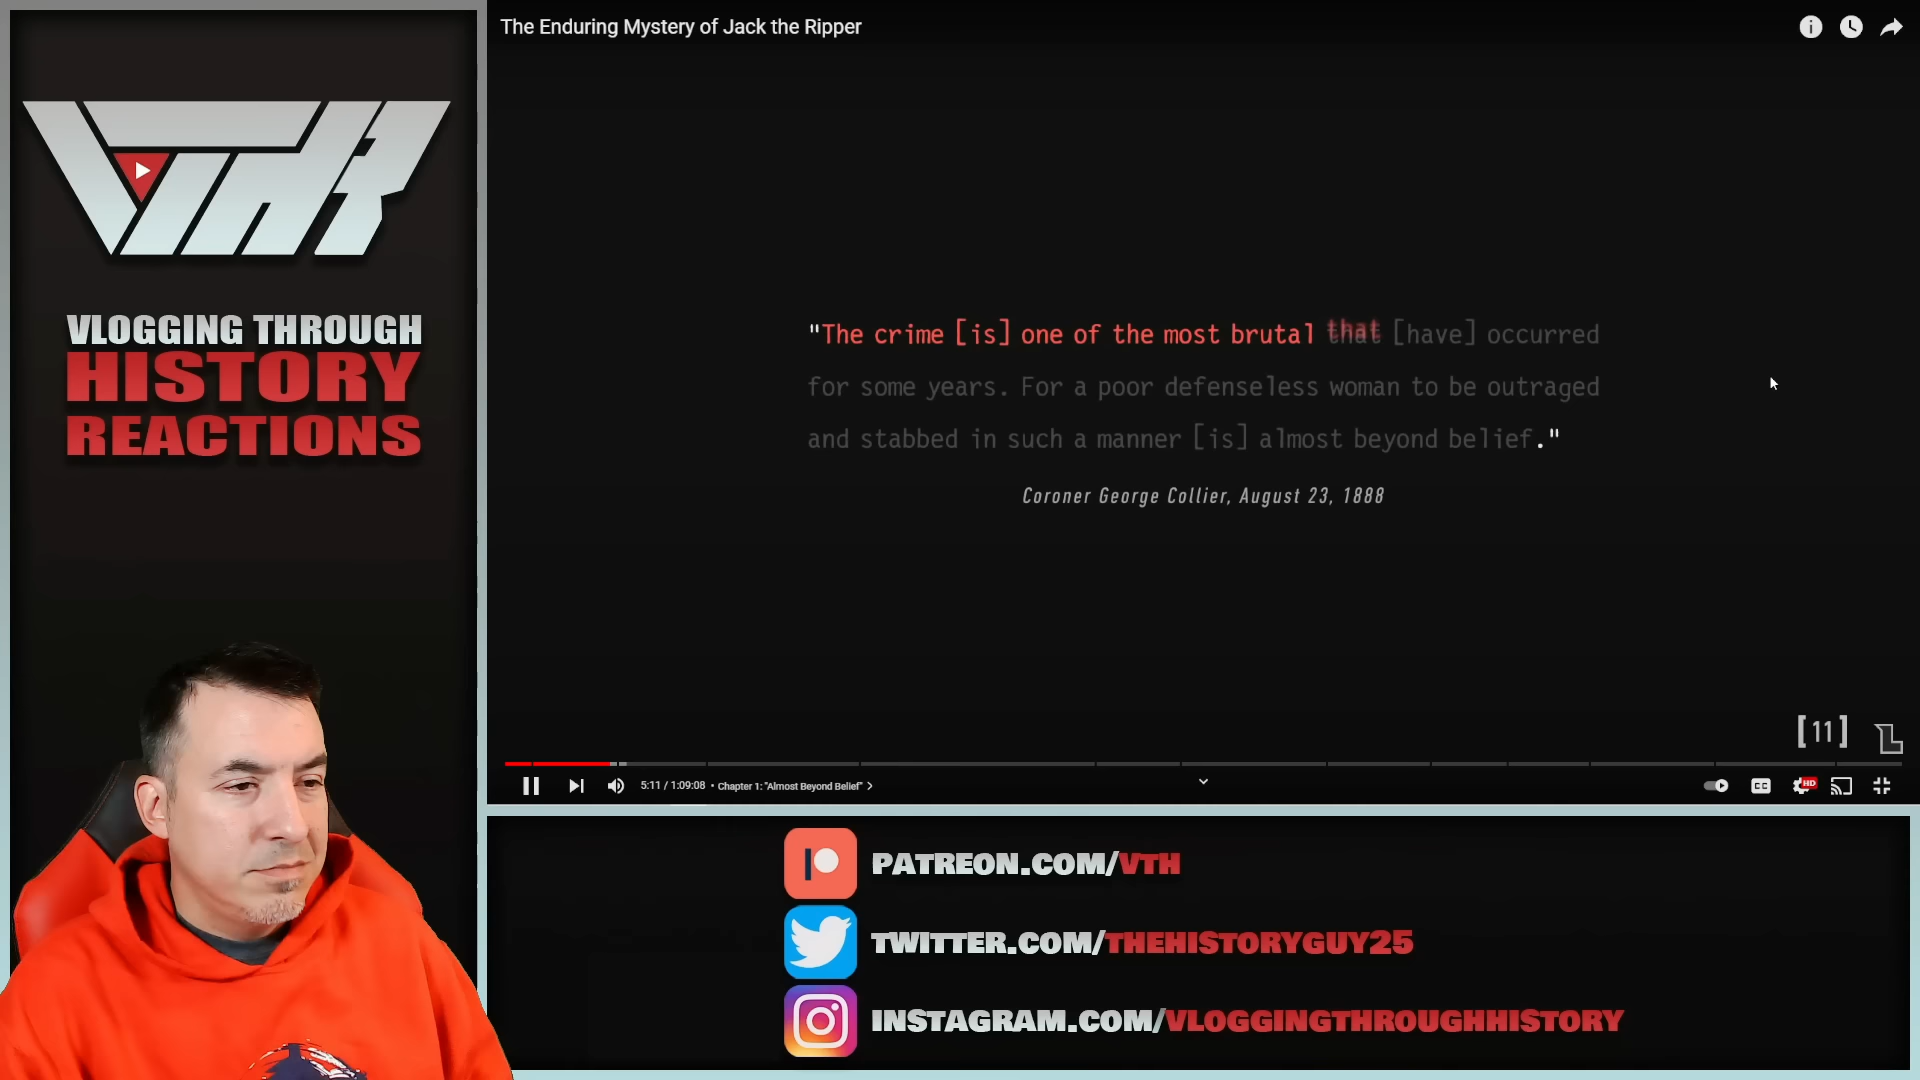 VTHR
VLOGGING THROUGH
HISTORY
REACTIONS
The Enduring Mystery of Jack the Ripper
"The crime [is] one of the most brutal that [have] occurred
for some years. For a poor defenseless woman to be outraged
and stabbed in such a manner [is] almost beyond belief."
Coroner George Collier, August 23, 1888
[11]
5:11 / 1:09:08 • Chapter 1: "Almost Beyond Belief" >
CC
HD
PATREON.COM/VTH
TWITTER.COM/THEHISTORYGUY25
INSTAGRAM.COM/VLOGGINGTHROUGHHISTORY